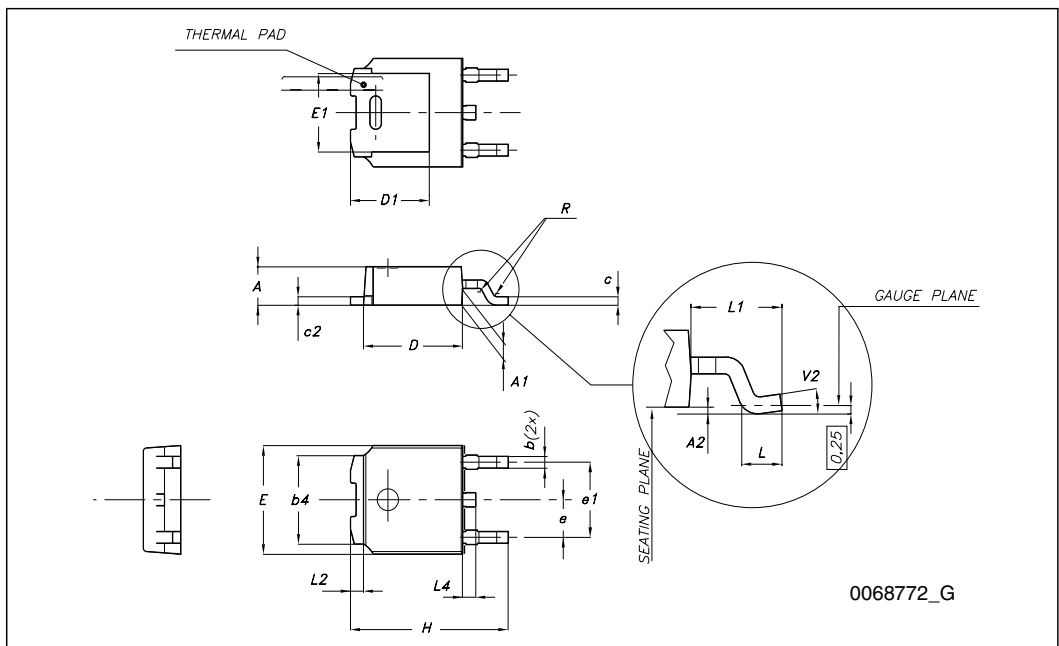 THERMAL PAD
E1
D1
R
A
c
c2
D
A1
GAUGE PLANE
L1
V2
A2
L
0,25
SEATING PLANE
b(2x)
E
b4
e
e1
L2
L4
H
0068772_G